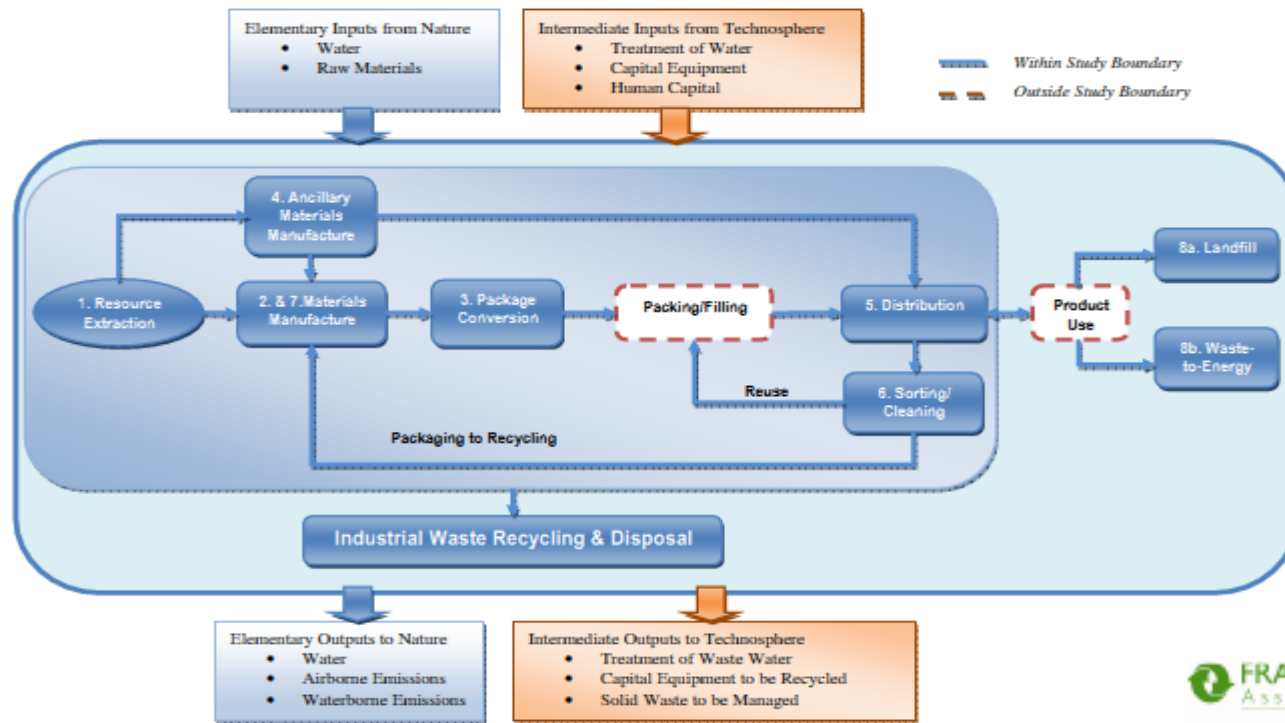 Elementary Inputs from Nature
• Water
• Raw Materials
Intermediate Inputs from Technosphere
• Treatment of Water
• Capital Equipment
• Human Capital
Within Study Boundary
Outside Study Boundary
4. Ancillary
Materials
Manufacture
1. Resource
Extraction
2. & 7.Materials
Manufacture
3. Package
Conversion
Packing/Filling
5. Distribution
Product
Use
8a. Landfill
8b. Waste-
to-Energy
Reuse
6. Sorting/
Cleaning
Packaging to Recycling
Industrial Waste Recycling & Disposal
Elementary Outputs to Nature
• Water
• Airborne Emissions
• Waterborne Emissions
Intermediate Outputs to Technosphere
• Treatment of Waste Water
• Capital Equipment to be Recycled
• Solid Waste to be Managed
FRA
Ass